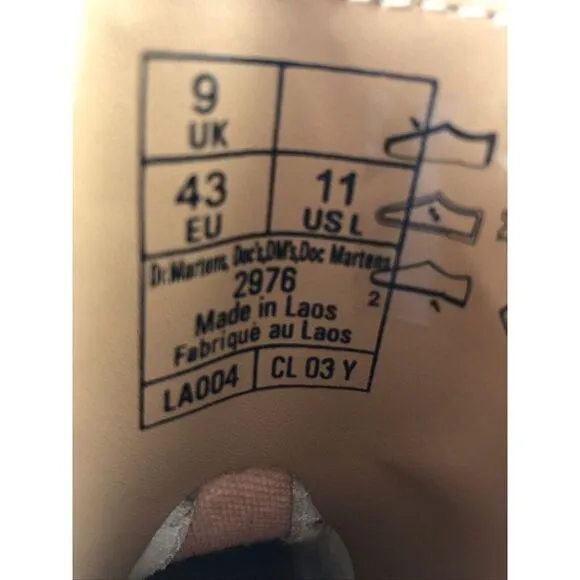 9
UK
43
EU
11
US L
Dr.Martens, Doc's,DM's,Doc Martens
2976
Made in Laos
Fabriqué au Laos
2
LA004
CL 03 Y